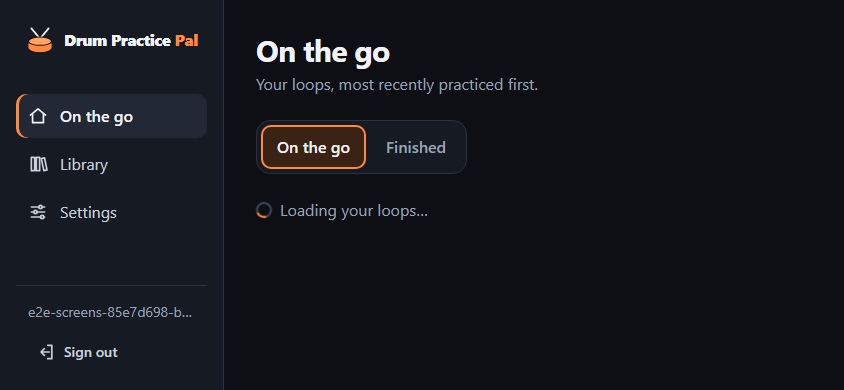 Drum Practice Pal
On the go
Library
Settings
e2e-screens-85e7d698-b...
Sign out
On the go
Your loops, most recently practiced first.
On the go
Finished
Loading your loops...